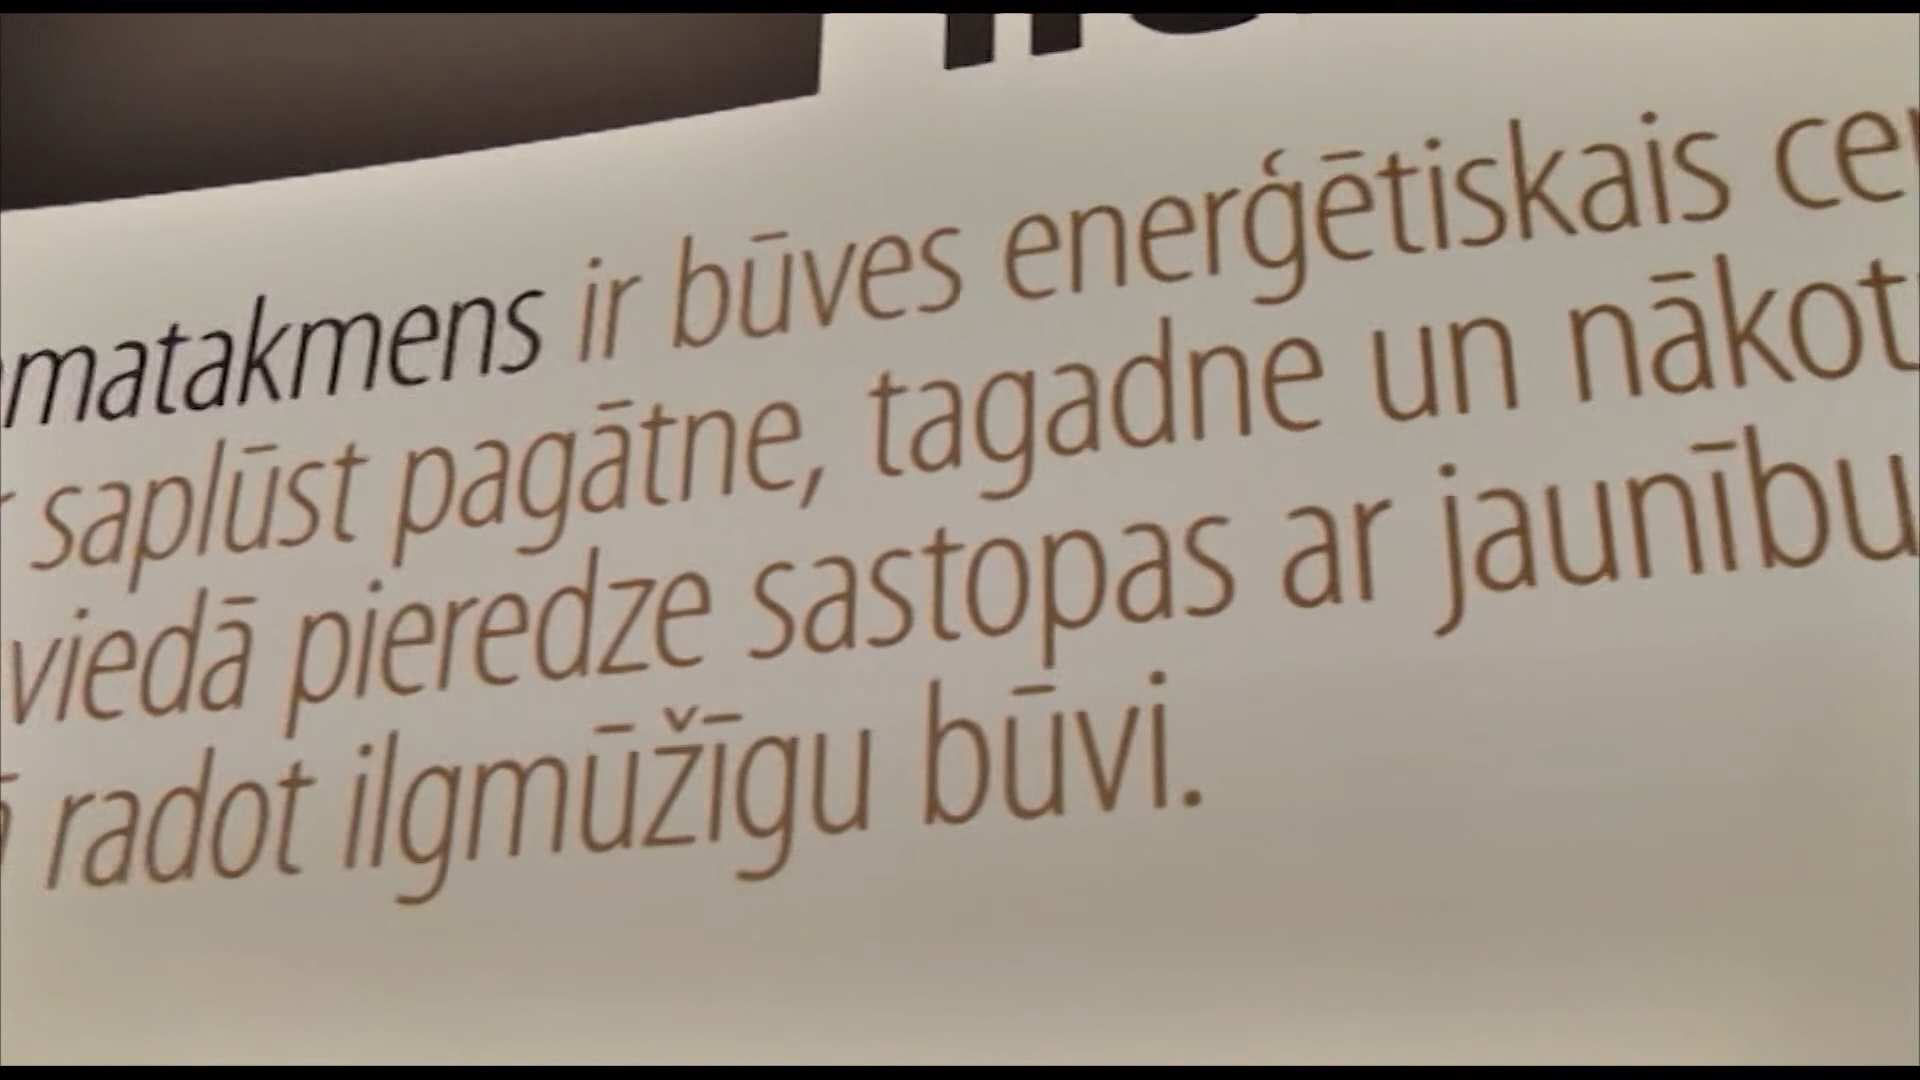 matakmens ir būves enerģētiskais ce
saplūst pagātne, tagadne un nākot
viedā pieredze sastopas ar jaunību
radot ilgmūžīgu būvi.